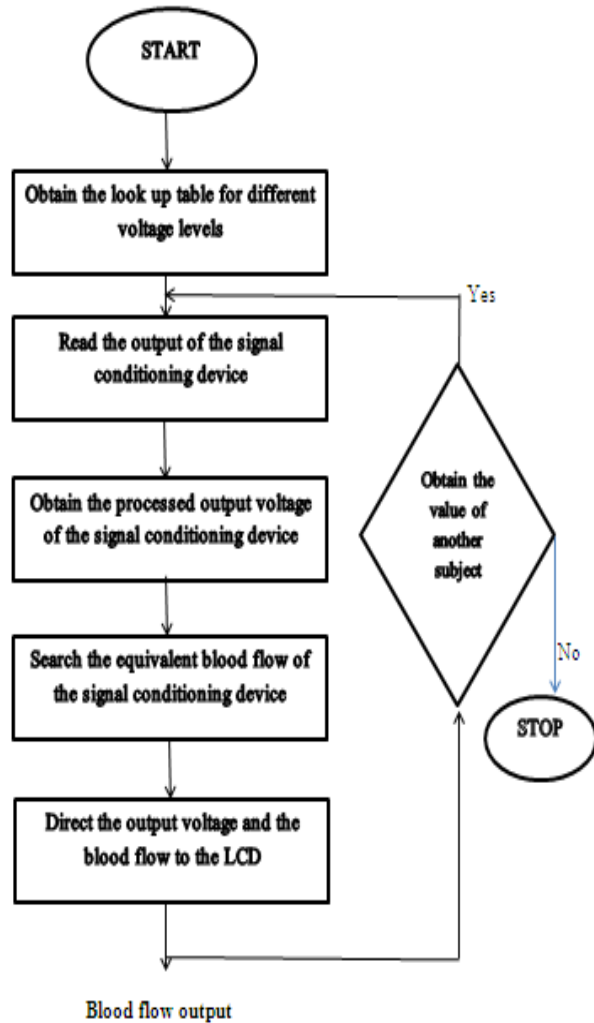 START
Obtain the look up table for different
voltage levels
Yes
Read the output of the signal
conditioning device
Obtain the processed output voltage
of the signal conditioning device
Obtain the
value of
another
subject
Search the equivalent blood flow of
the signal conditioning device
No
STOP
Direct the output voltage and the
blood flow to the LCD
Blood flow output